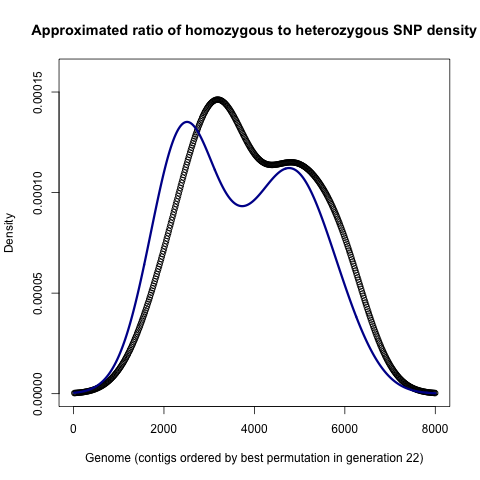 Approximated ratio of homozygous to heterozygous SNP density
0.00015
0.00010
0.00005
0.00000
Density
0 2000 4000 6000 8000
Genome (contigs ordered by best permutation in generation 22)